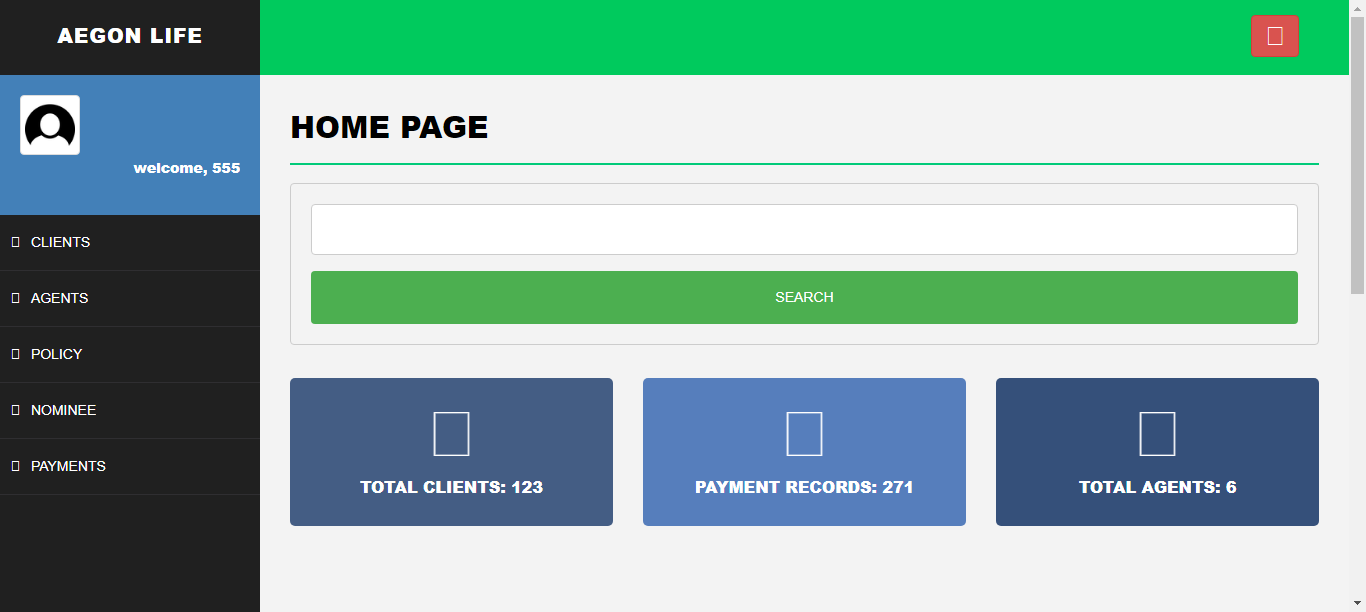 AEGON LIFE
welcome, 555
CLIENTS
AGENTS
POLICY
NOMINEE
PAYMENTS
HOME PAGE
SEARCH
TOTAL CLIENTS: 123
PAYMENT RECORDS: 271
TOTAL AGENTS: 6